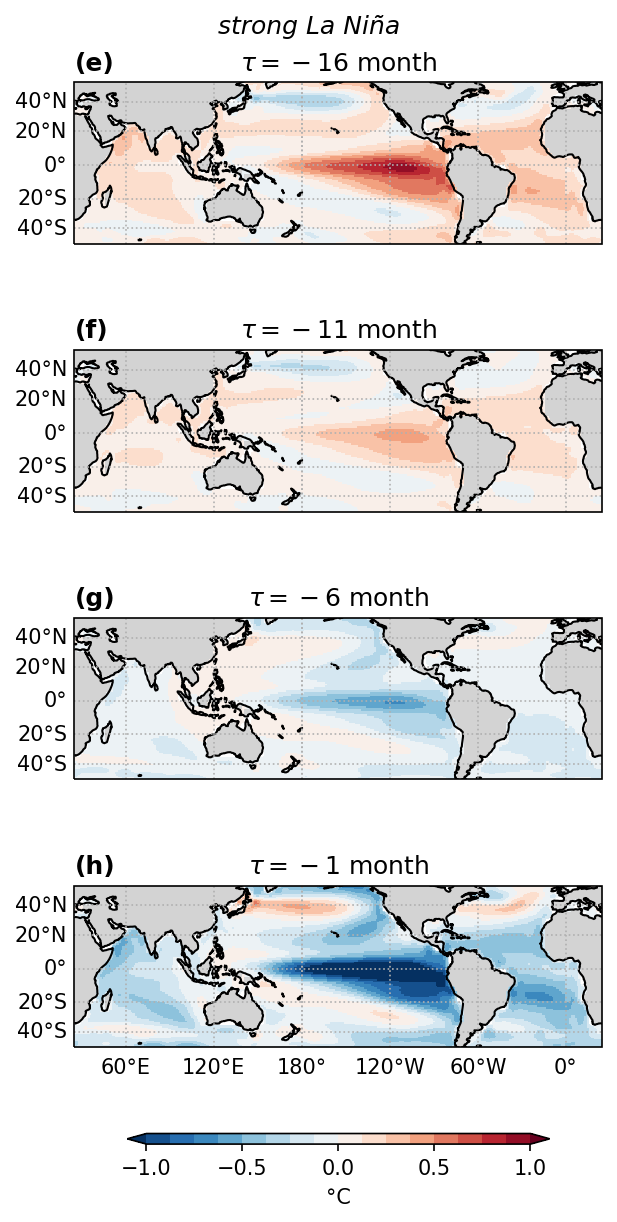 strong La Niña
(e) τ = −16 month
40°N
20°N
0°
20°S
40°S
(f) τ = −11 month
40°N
20°N
0°
20°S
40°S
(g) τ = −6 month
40°N
20°N
0°
20°S
40°S
(h) τ = −1 month
40°N
20°N
0°
20°S
40°S
60°E 120°E 180° 120°W 60°W 0°
−1.0 −0.5 0.0 0.5 1.0
°C